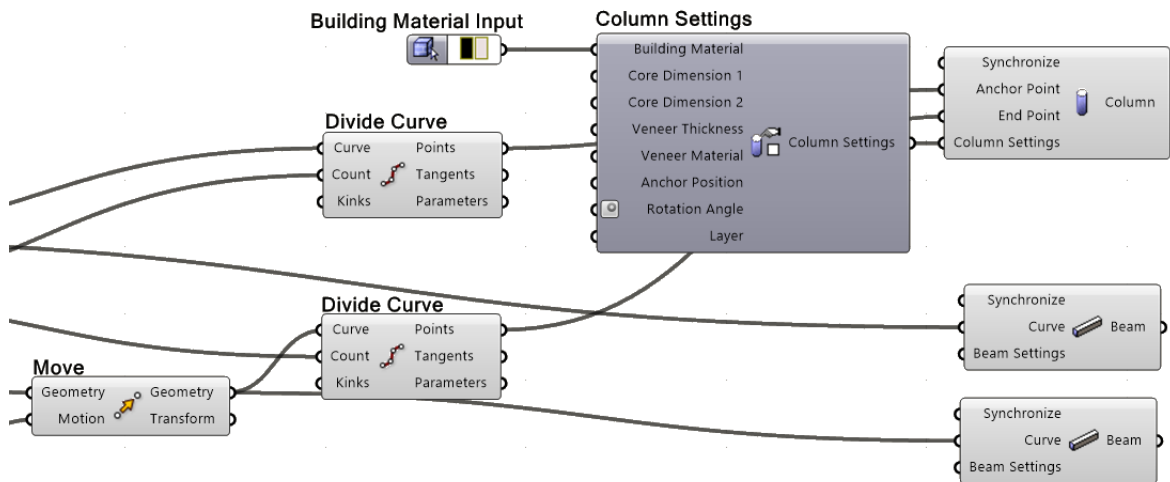 Building Material Input
Column Settings
Building Material
Core Dimension 1
Core Dimension 2
Veneer Thickness
Veneer Material
Anchor Position
Rotation Angle
Layer
Column Settings
Synchronize
Anchor Point
End Point
Column Settings
Column
Divide Curve
Curve
Count
Kinks
Points
Tangents
Parameters
Divide Curve
Curve
Count
Kinks
Points
Tangents
Parameters
Move
Geometry
Motion
Geometry
Transform
Synchronize
Curve
Beam Settings
Beam
Synchronize
Curve
Beam Settings
Beam